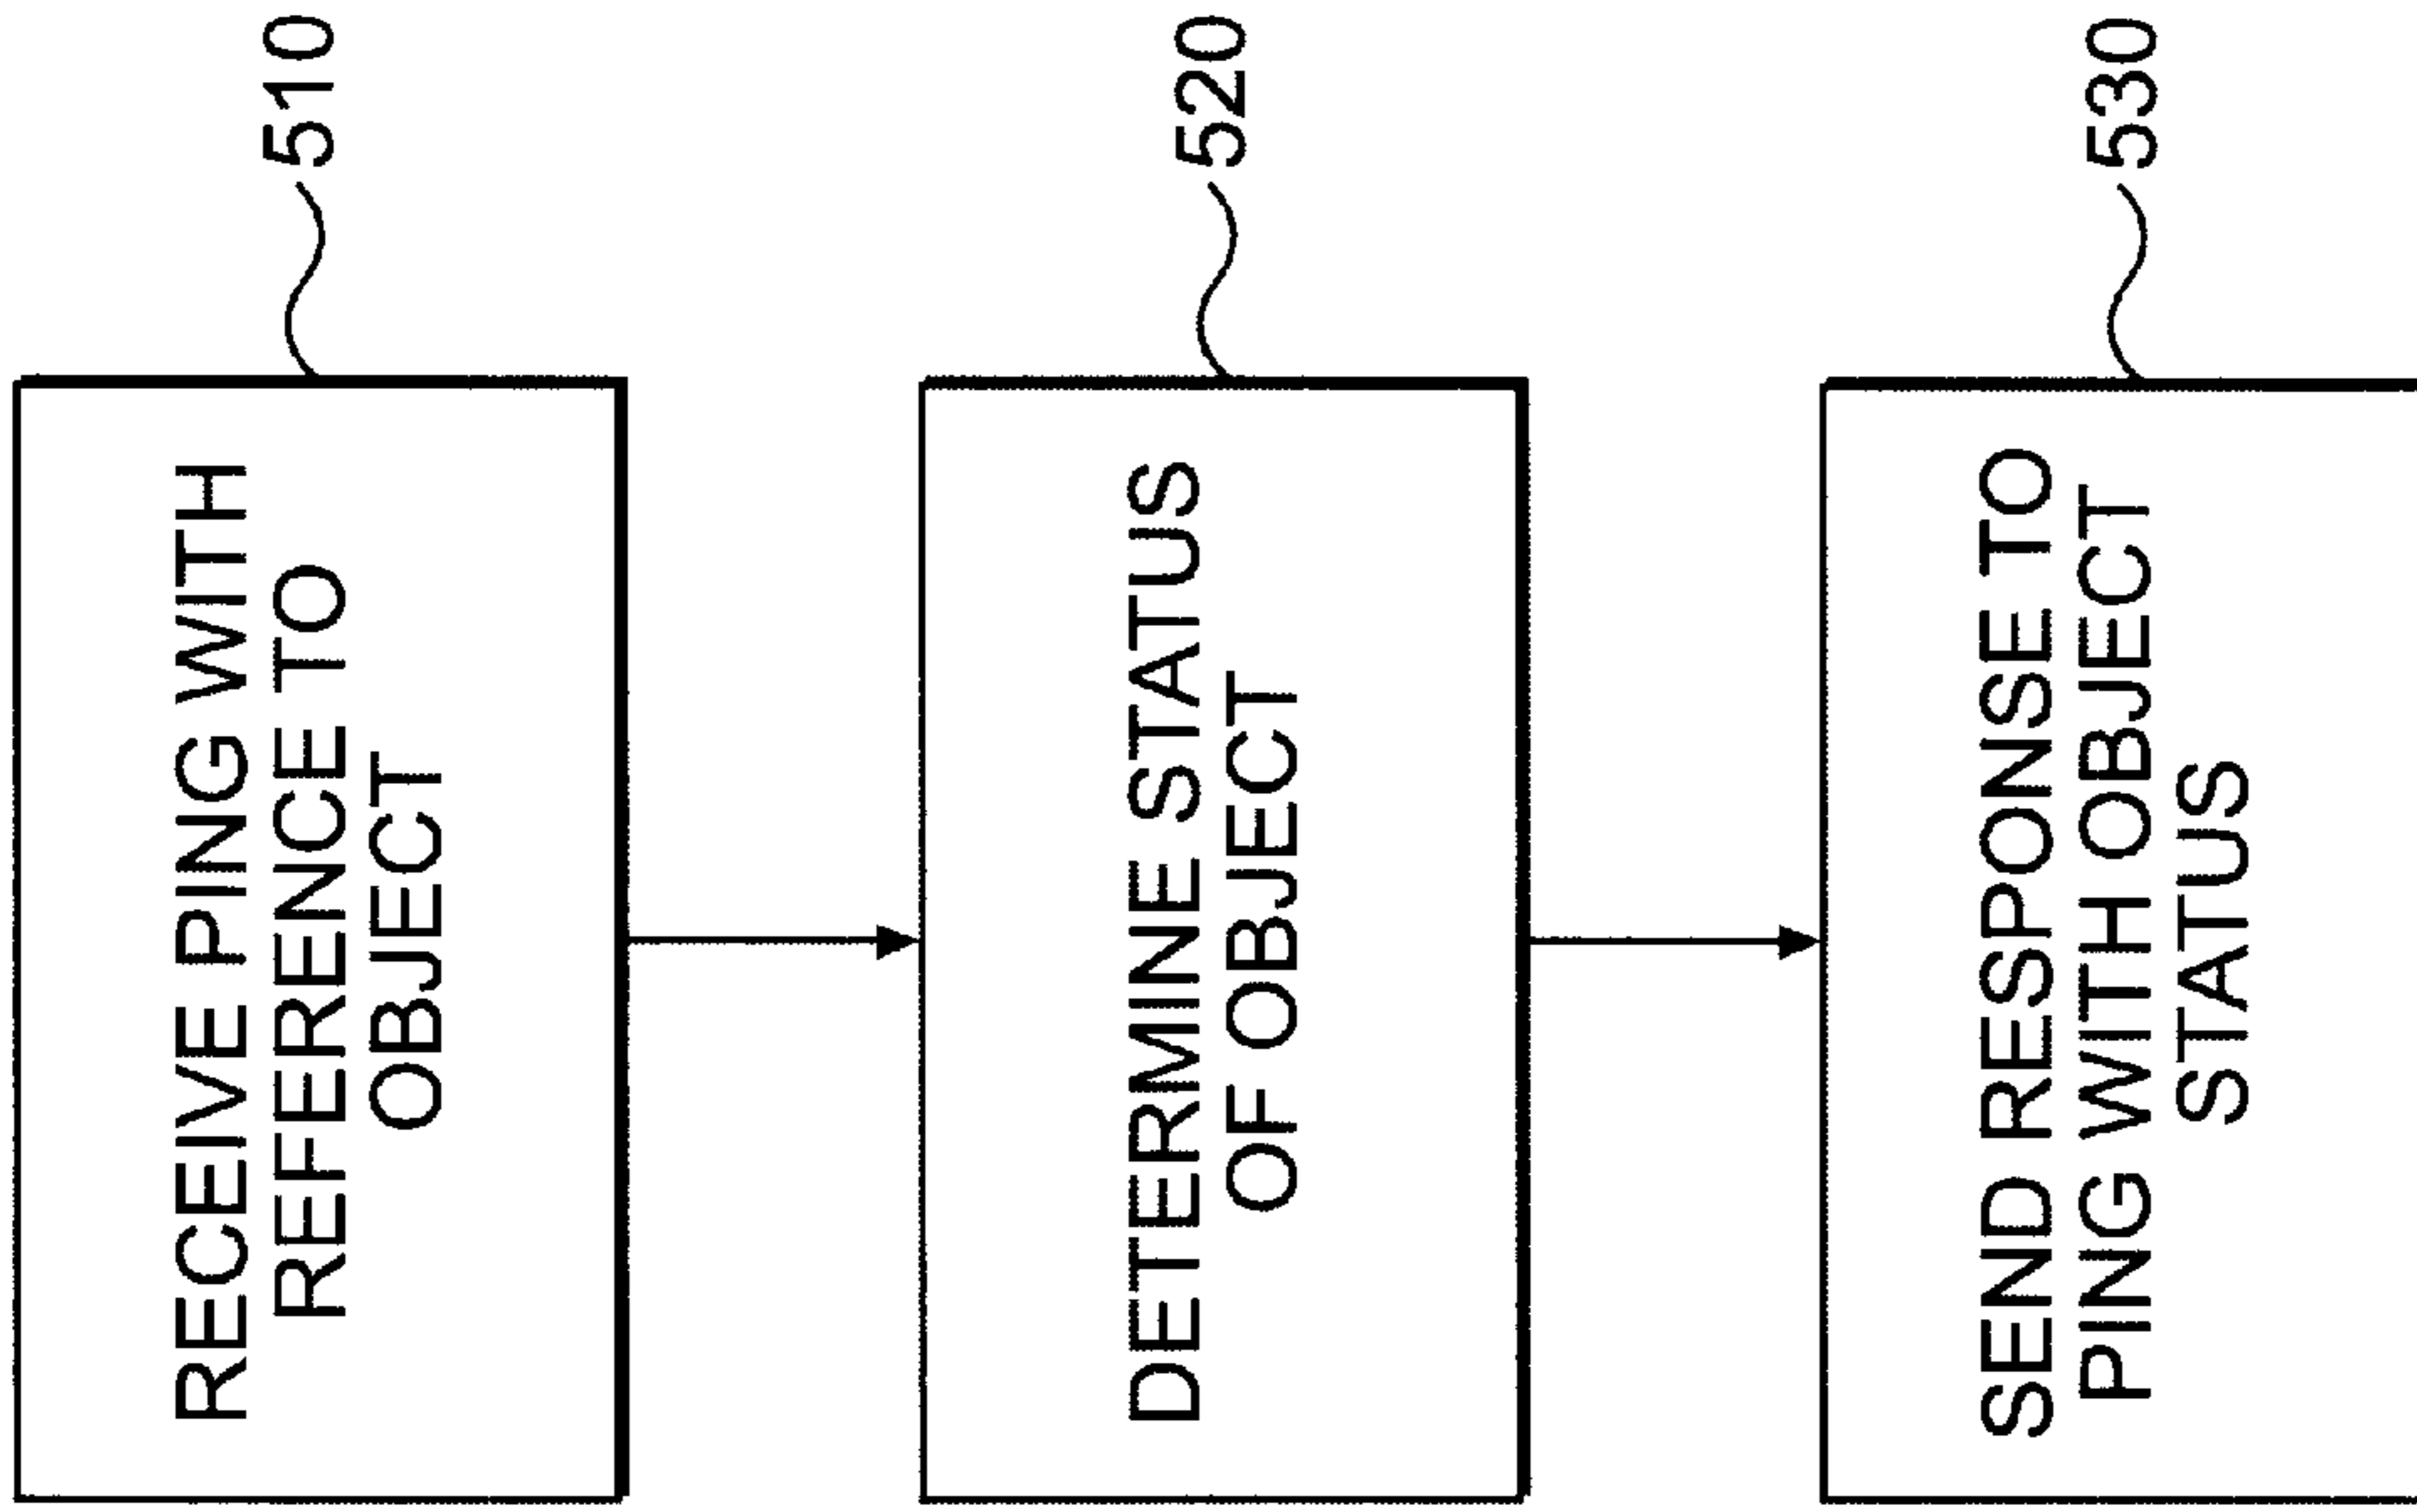 RECEIVE PING WITH
REFERENCE TO
OBJECT
510
DETERMINE STATUS
OF OBJECT
520
SEND RESPONSE TO
PING WITH OBJECT
STATUS
530